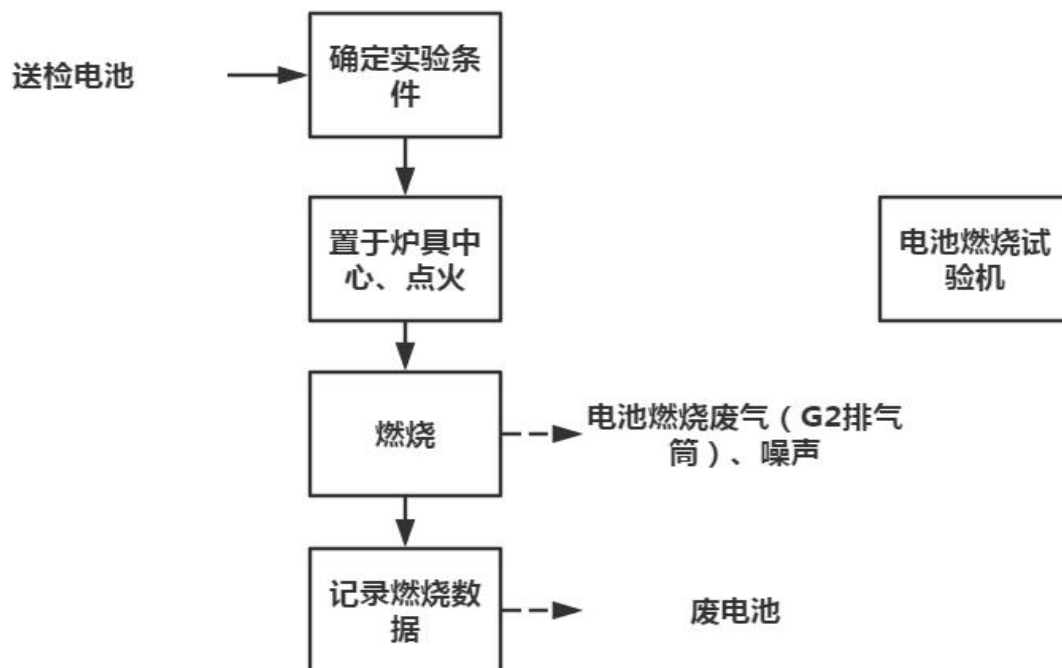 送检电池
确定实验条
件
置于炉具中
心、点火
电池燃烧试
验机
燃烧
电池燃烧废气（G2排气
筒）、噪声
记录燃烧数
据
废电池